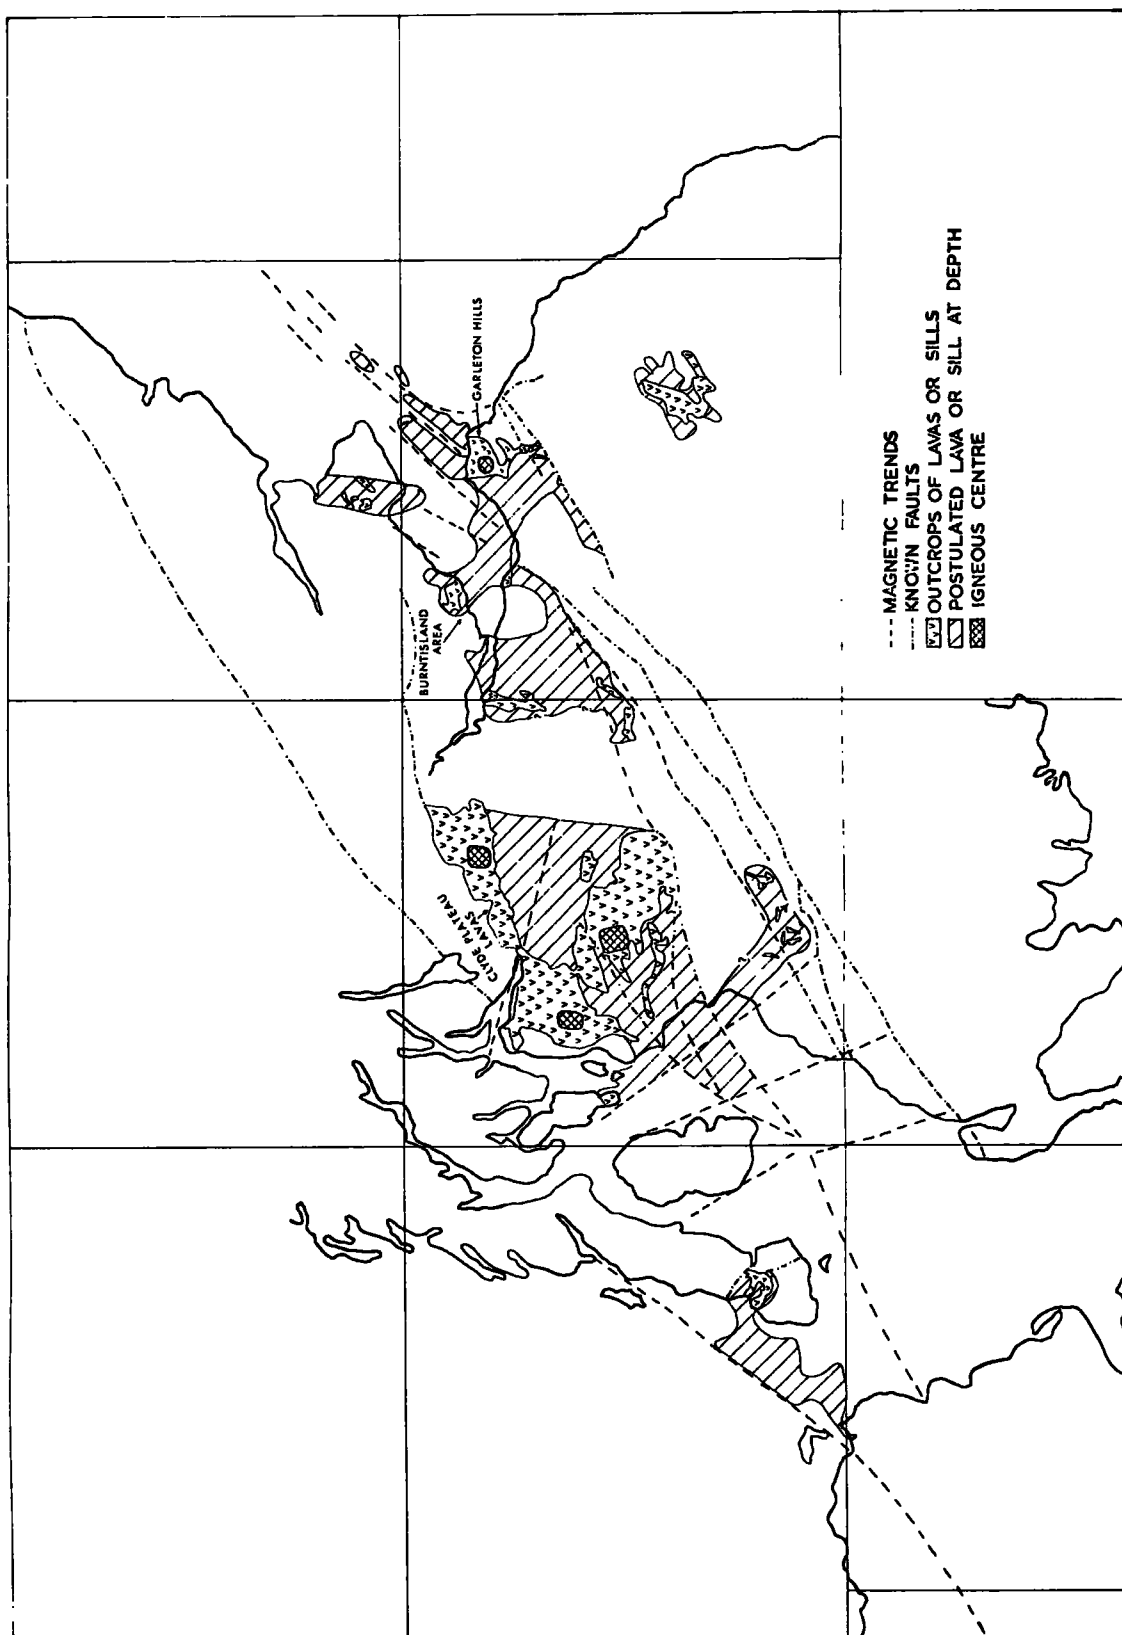 CLYDE PLATEAU
LAVAS
BURNTISLAND
AREA
GARLETON HILLS
MAGNETIC TRENDS
KNOWN FAULTS
OUTCROPS OF LAVAS OR SILLS
POSTULATED LAVA OR SILL AT DEPTH
IGNEOUS CENTRE